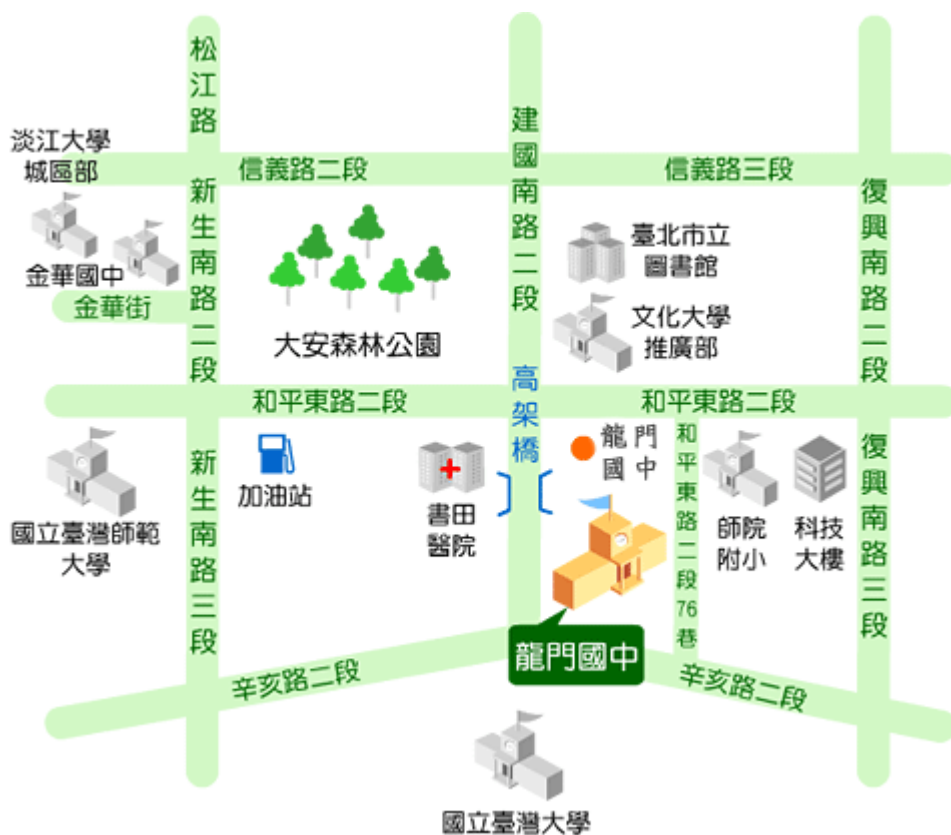 松江路
建國南路二段
淡江大學
城區部
信義路二段
信義路三段
新生南路二段
復興南路二段
臺北市立
圖書館
金華國中
金華街
文化大學
推廣部
大安森林公園
高架橋
和平東路二段
和平東路二段
龍門
國中
和平東路二段76巷
新生南路三段
復興南路三段
加油站
書田
醫院
師院
附小
科技
大樓
國立臺灣師範
大學
龍門國中
辛亥路二段
辛亥路二段
國立臺灣大學